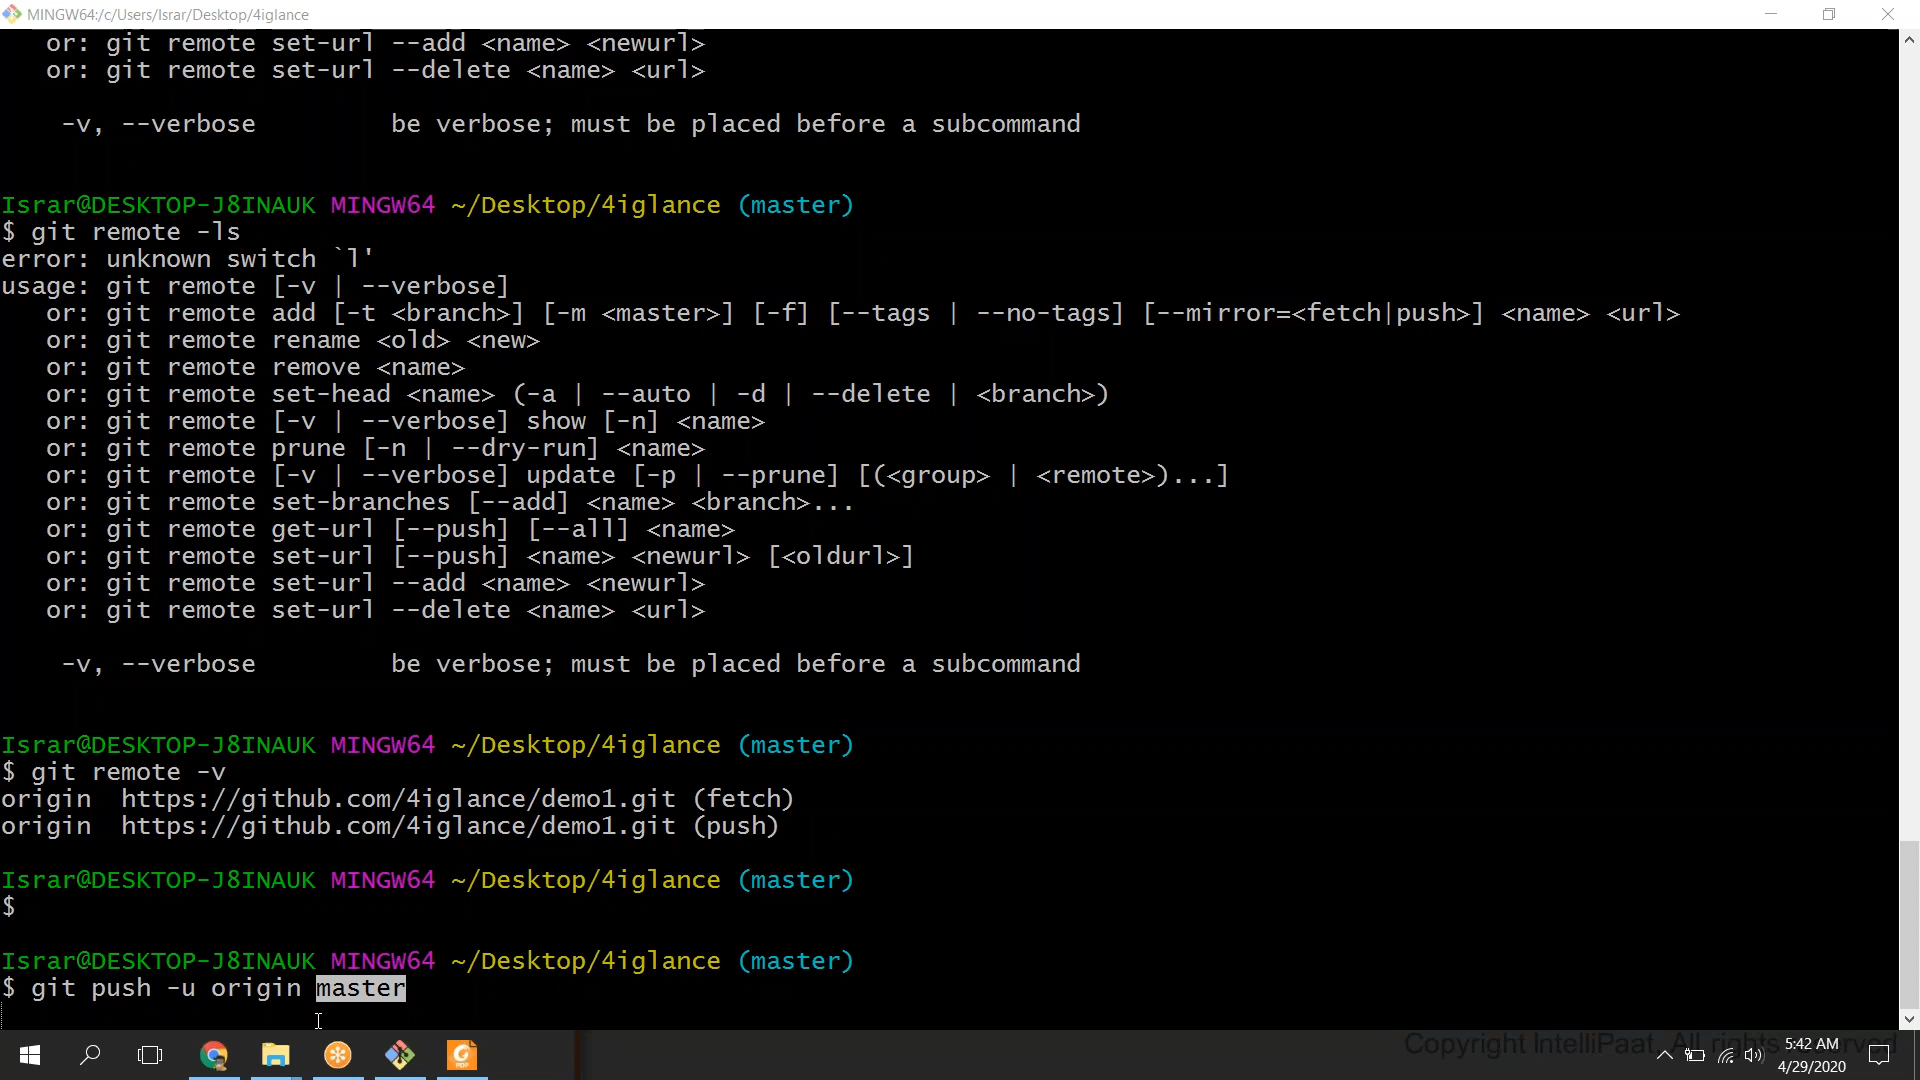 MINGW64:/c/Users/Israr/Desktop/4iglance
or: git remote set-url --add <name> <newurl>
or: git remote set-url --delete <name> <url>
-v, --verbose be verbose; must be placed before a subcommand
Israr@DESKTOP-J8INAUK MINGW64 ~/Desktop/4iglance (master)
$ git remote -ls
error: unknown switch `l'
usage: git remote [-v | --verbose]
or: git remote add [-t <branch>] [-m <master>] [-f] [--tags | --no-tags] [--mirror=<fetch|push>] <name> <url>
or: git remote rename <old> <new>
or: git remote remove <name>
or: git remote set-head <name> (-a | --auto | -d | --delete | <branch>)
or: git remote [-v | --verbose] show [-n] <name>
or: git remote prune [-n | --dry-run] <name>
or: git remote [-v | --verbose] update [-p | --prune] [(<group> | <remote>)...]
or: git remote set-branches [--add] <name> <branch>...
or: git remote get-url [--push] [--all] <name>
or: git remote set-url [--push] <name> <newurl> [<oldurl>]
or: git remote set-url --add <name> <newurl>
or: git remote set-url --delete <name> <url>
-v, --verbose be verbose; must be placed before a subcommand
Israr@DESKTOP-J8INAUK MINGW64 ~/Desktop/4iglance (master)
$ git remote -v
origin https://github.com/4iglance/demo1.git (fetch)
origin https://github.com/4iglance/demo1.git (push)
Israr@DESKTOP-J8INAUK MINGW64 ~/Desktop/4iglance (master)
$
Israr@DESKTOP-J8INAUK MINGW64 ~/Desktop/4iglance (master)
$ git push -u origin master
Copyright IntelliPaat, All rights reserved
5:42 AM
4/29/2020